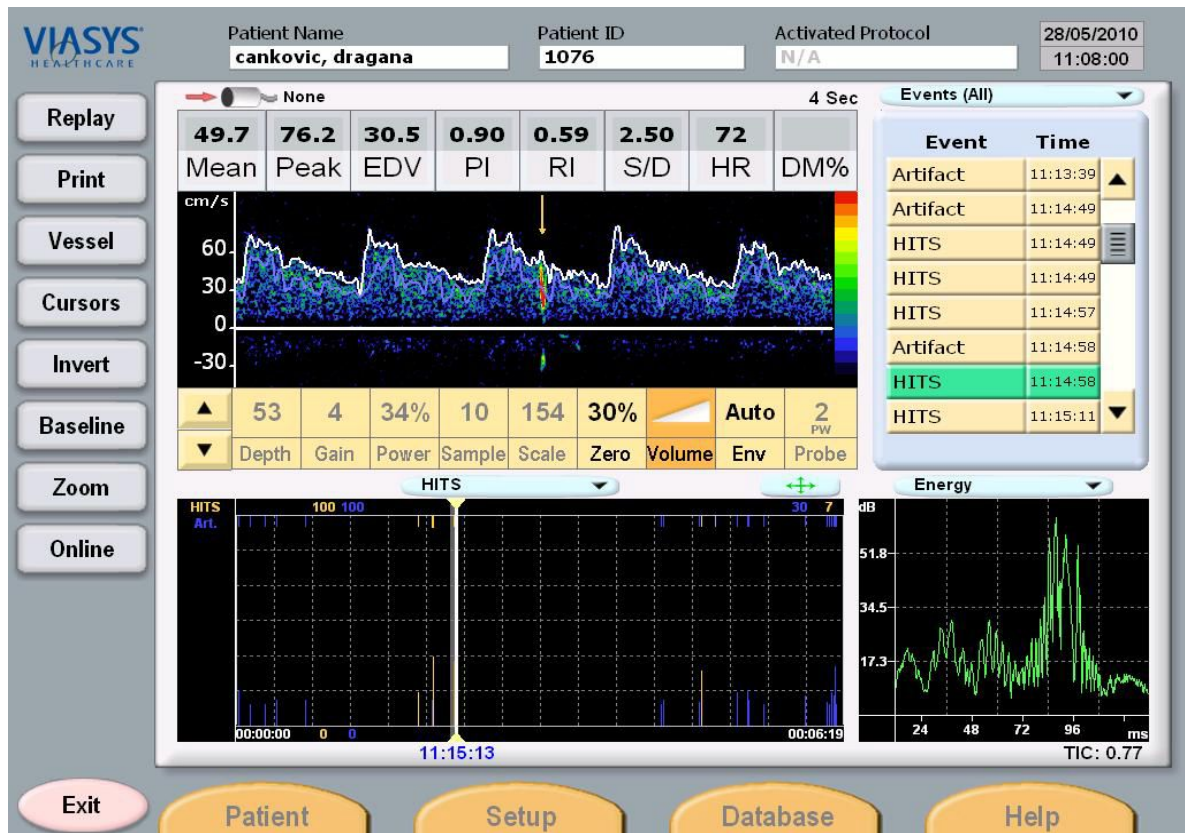 VIASYS
HEALTHCARE
Patient Name
cankovic, dragana
Patient ID
1076
Activated Protocol
N/A
28/05/2010
11:08:00
Replay
Print
Vessel
Cursors
Invert
Baseline
Zoom
Online
None
4 Sec
49.7 76.2 30.5 0.90 0.59 2.50 72
Mean Peak EDV PI RI S/D HR DM%
cm/s
60
30
0
-30
53 4 34% 10 154 30% Auto 2
PW
Depth Gain Power Sample Scale Zero Volume Env Probe
Events (All)
Event Time
Artifact 11:13:39
Artifact 11:14:49
HITS 11:14:49
HITS 11:14:49
HITS 11:14:57
Artifact 11:14:58
HITS 11:14:58
HITS 11:15:11
HITS
HITS 100 100 30 7
Art.
00:00:00 0 0 00:06:19
11:15:13
Energy
dB
51.8
34.5
17.3
24 48 72 96 ms
TIC: 0.77
Exit
Patient
Setup
Database
Help